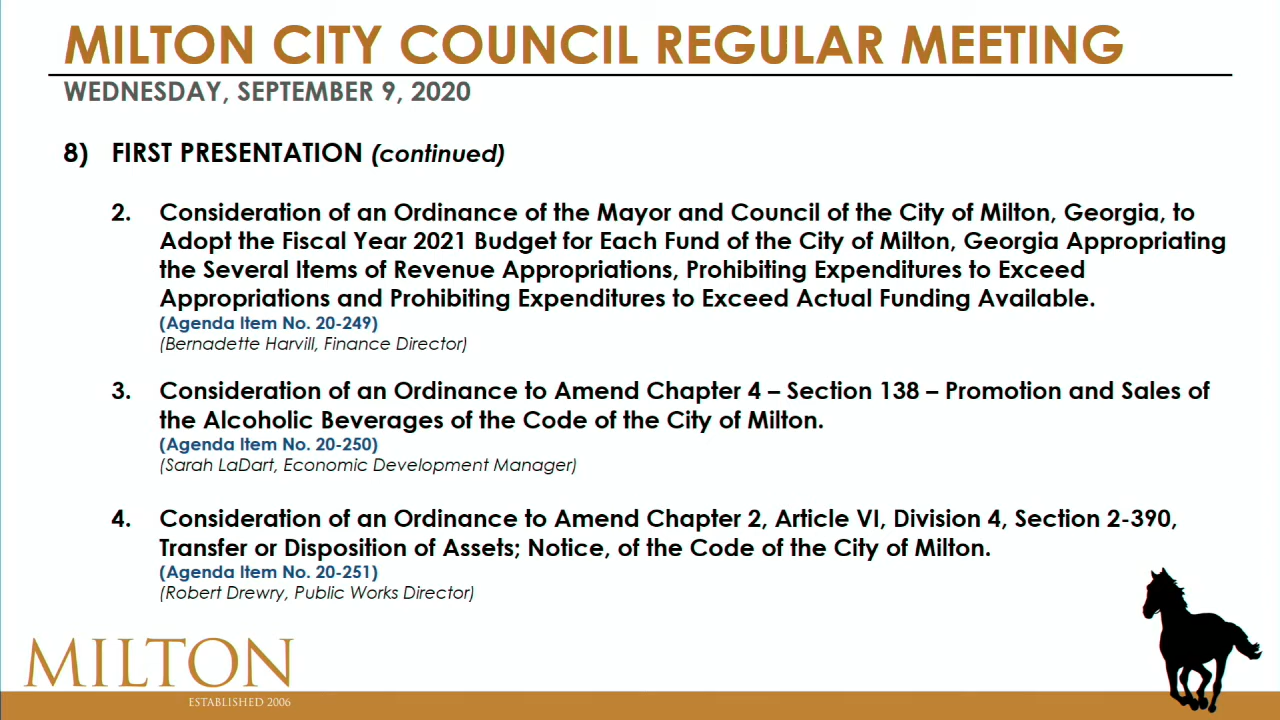 MILTON CITY COUNCIL REGULAR MEETING
WEDNESDAY, SEPTEMBER 9, 2020
8) FIRST PRESENTATION (continued)
2. Consideration of an Ordinance of the Mayor and Council of the City of Milton, Georgia, to
Adopt the Fiscal Year 2021 Budget for Each Fund of the City of Milton, Georgia Appropriating
the Several Items of Revenue Appropriations, Prohibiting Expenditures to Exceed
Appropriations and Prohibiting Expenditures to Exceed Actual Funding Available.
(Agenda Item No. 20-249)
(Bernadette Harvill, Finance Director)
3. Consideration of an Ordinance to Amend Chapter 4 – Section 138 – Promotion and Sales of
the Alcoholic Beverages of the Code of the City of Milton.
(Agenda Item No. 20-250)
(Sarah LaDart, Economic Development Manager)
4. Consideration of an Ordinance to Amend Chapter 2, Article VI, Division 4, Section 2-390,
Transfer or Disposition of Assets; Notice, of the Code of the City of Milton.
(Agenda Item No. 20-251)
(Robert Drewry, Public Works Director)
MILTON
ESTABLISHED 2006